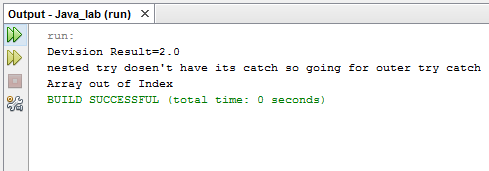 Output - Java_lab (run) ×
run:
Devision Result=2.0
nested try dosen't have its catch so going for outer try catch
Array out of Index
BUILD SUCCESSFUL (total time: 0 seconds)